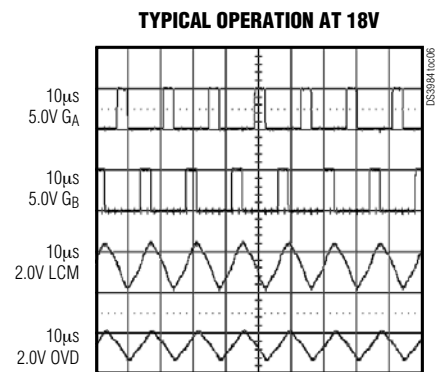 TYPICAL OPERATION AT 18V
DS3984 toc06
10µs
5.0V GA
10µs
5.0V GB
10µs
2.0V LCM
10µs
2.0V OVD